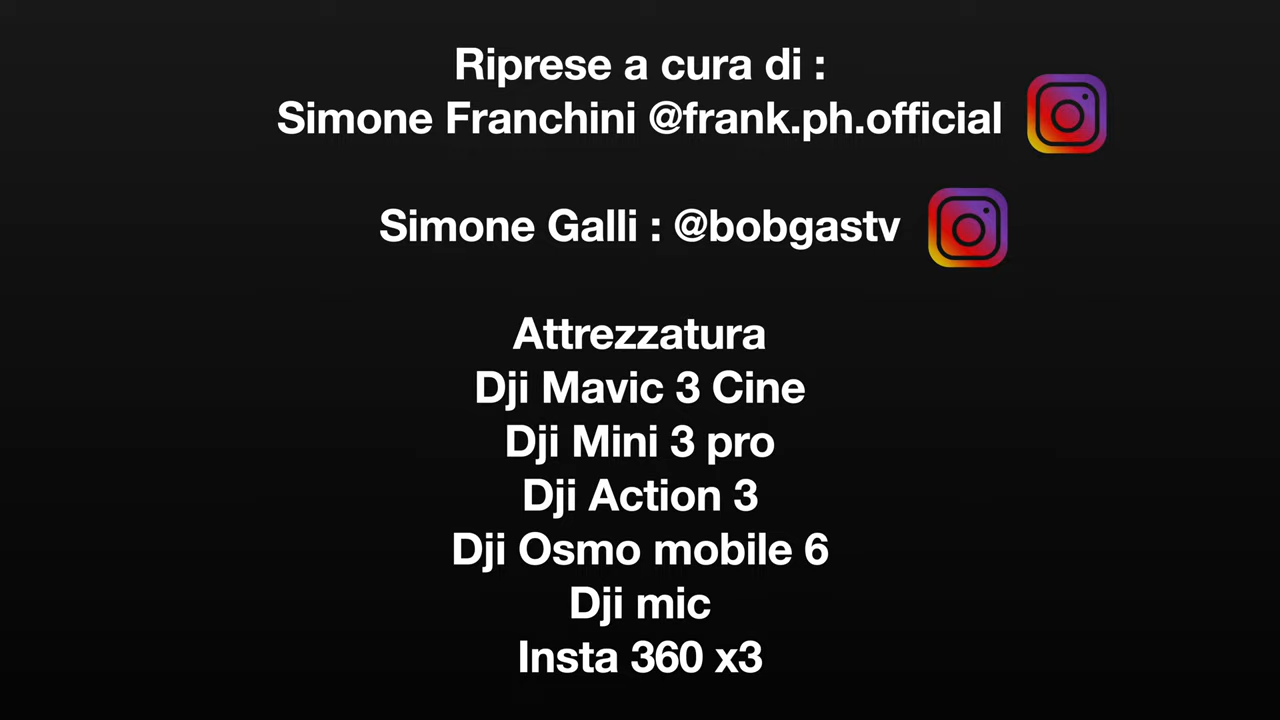 Riprese a cura di :
Simone Franchini @frank.ph.official
Simone Galli : @bobgastv
Attrezzatura
Dji Mavic 3 Cine
Dji Mini 3 pro
Dji Action 3
Dji Osmo mobile 6
Dji mic
Insta 360 x3